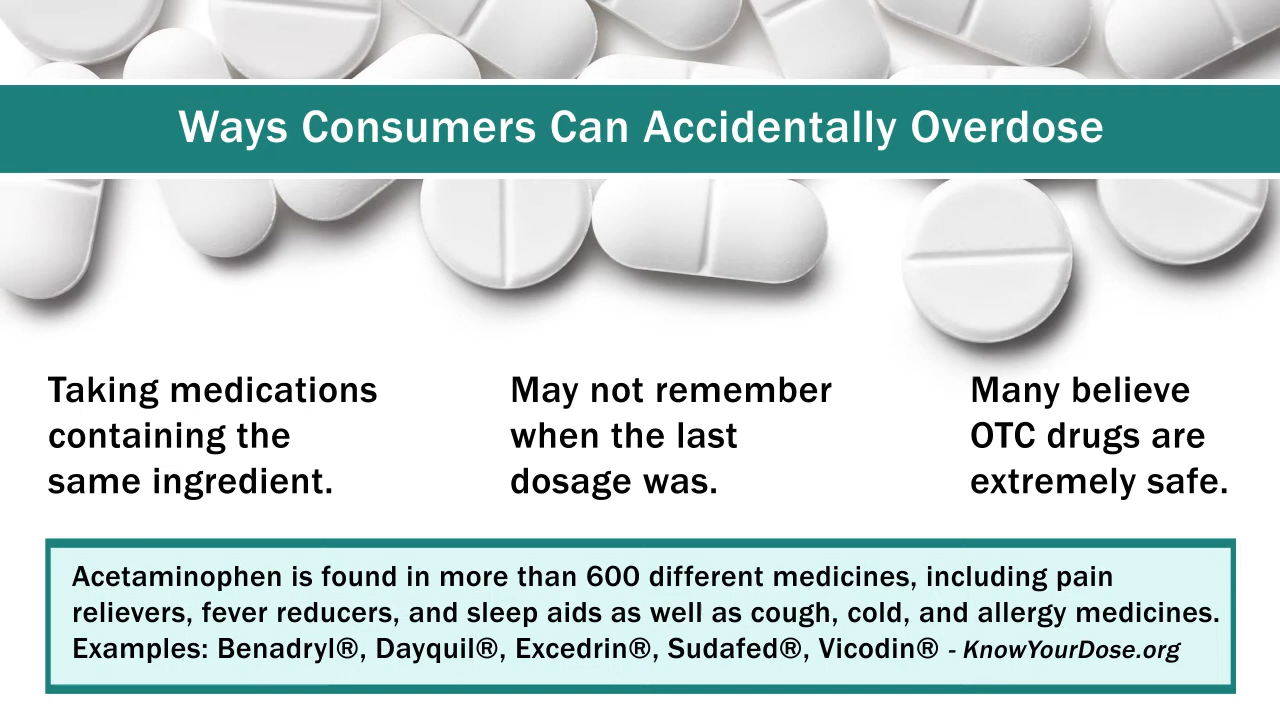 Ways Consumers Can Accidentally Overdose
Taking medications
containing the
same ingredient.
May not remember
when the last
dosage was.
Many believe
OTC drugs are
extremely safe.
Acetaminophen is found in more than 600 different medicines, including pain
relievers, fever reducers, and sleep aids as well as cough, cold, and allergy medicines.
Examples: Benadryl®, Dayquil®, Excedrin®, Sudafed®, Vicodin® - KnowYourDose.org